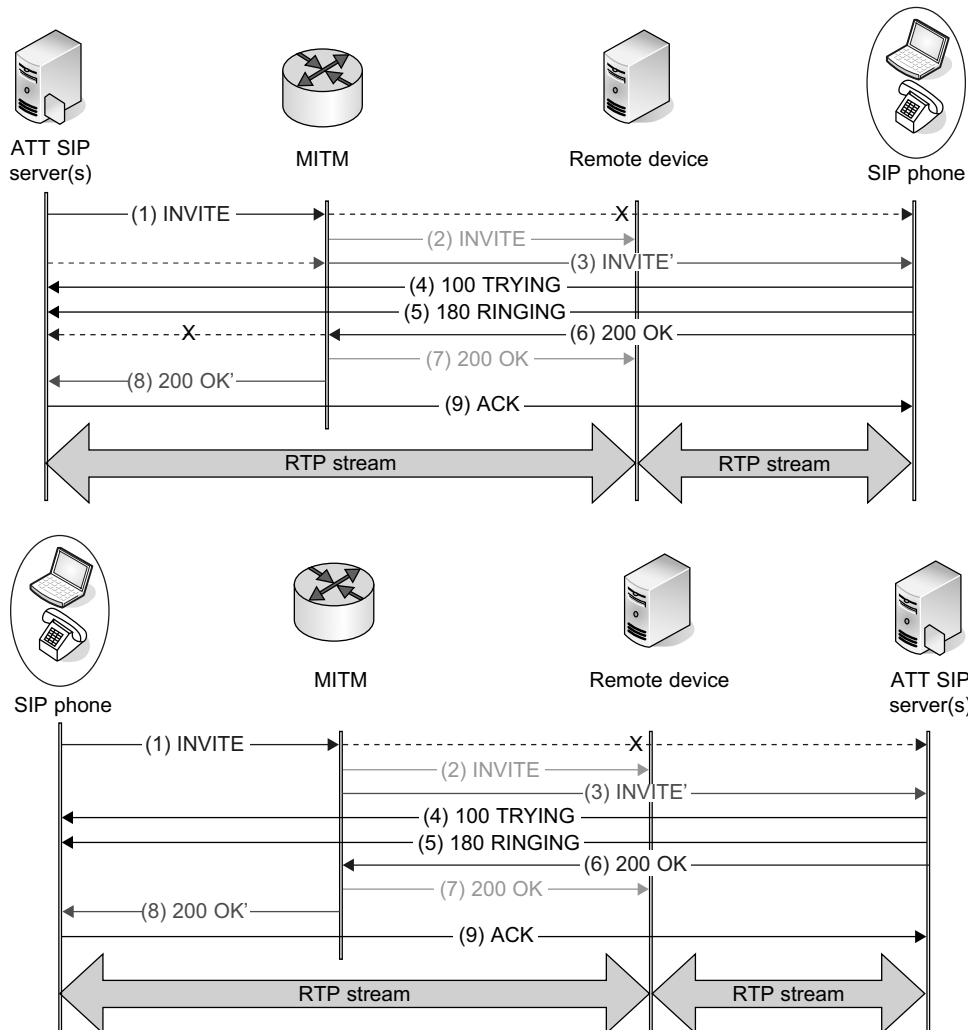 ATT SIP
server(s)
MITM
Remote device
SIP phone
(1) INVITE
X
(2) INVITE
(3) INVITE'
(4) 100 TRYING
(5) 180 RINGING
X
(6) 200 OK
(7) 200 OK
(8) 200 OK'
(9) ACK
RTP stream
RTP stream
SIP phone
MITM
Remote device
ATT SIP
server(s)
(1) INVITE
X
(2) INVITE
(3) INVITE'
(4) 100 TRYING
(5) 180 RINGING
(6) 200 OK
(7) 200 OK
(8) 200 OK'
(9) ACK
RTP stream
RTP stream